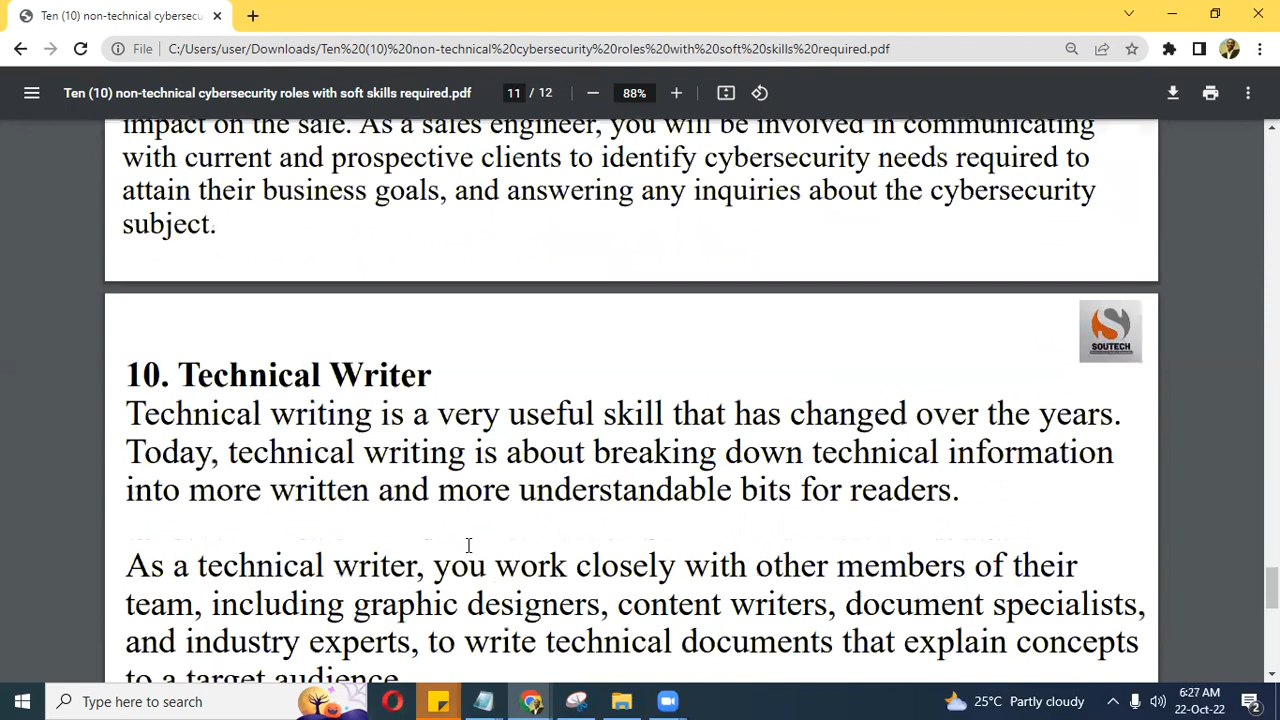 Ten (10) non-technical cybersecu
File
C:/Users/user/Downloads/Ten%20(10)%20non-technical%20cybersecurity%20roles%20with%20soft%20skills%20required.pdf
Ten (10) non-technical cybersecurity roles with soft skills required.pdf
11 / 12
88%
impact on the sale. As a sales engineer, you will be involved in communicating
with current and prospective clients to identify cybersecurity needs required to
attain their business goals, and answering any inquiries about the cybersecurity
subject.
SOUTECH
10. Technical Writer
Technical writing is a very useful skill that has changed over the years.
Today, technical writing is about breaking down technical information
into more written and more understandable bits for readers.
As a technical writer, you work closely with other members of their
team, including graphic designers, content writers, document specialists,
and industry experts, to write technical documents that explain concepts
to a target audience.
Type here to search
25°C Partly cloudy
6:27 AM
22-Oct-22
2